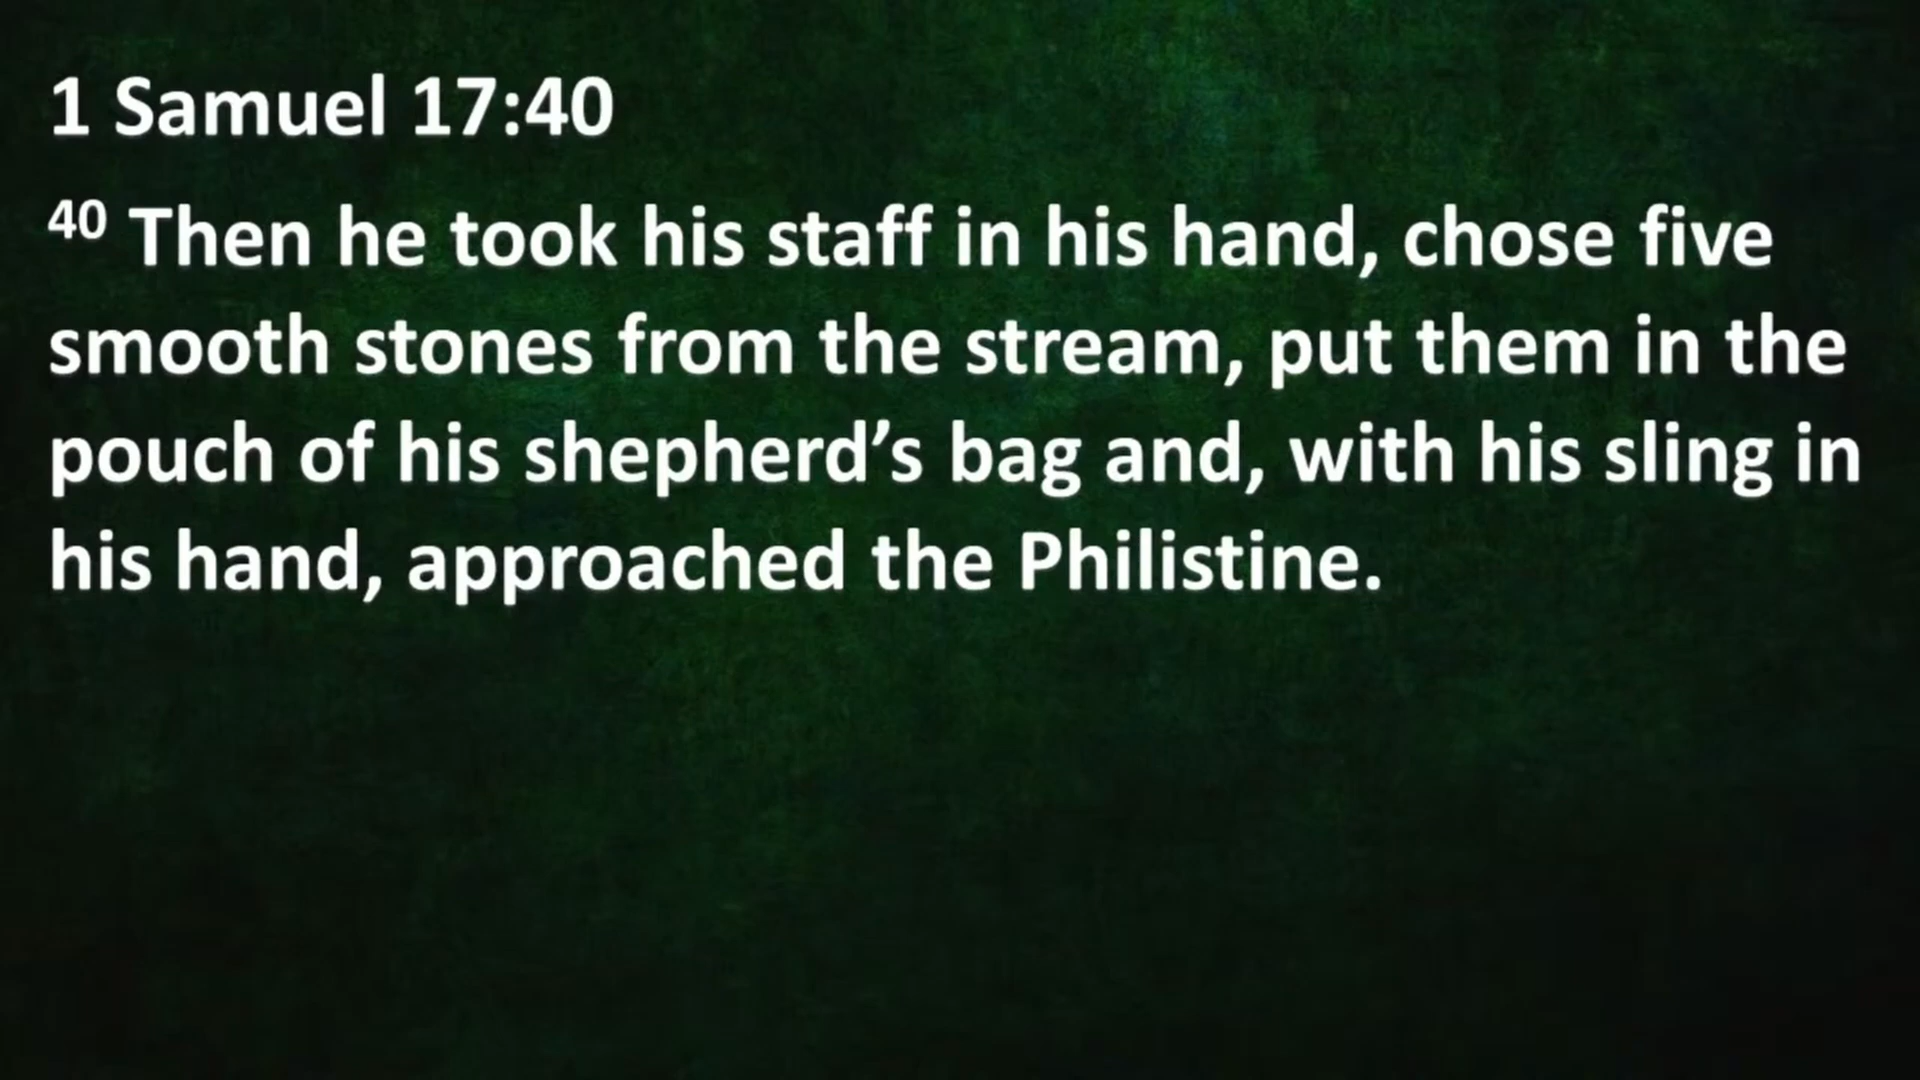 1 Samuel 17:40
40 Then he took his staff in his hand, chose five
smooth stones from the stream, put them in the
pouch of his shepherd’s bag and, with his sling in
his hand, approached the Philistine.